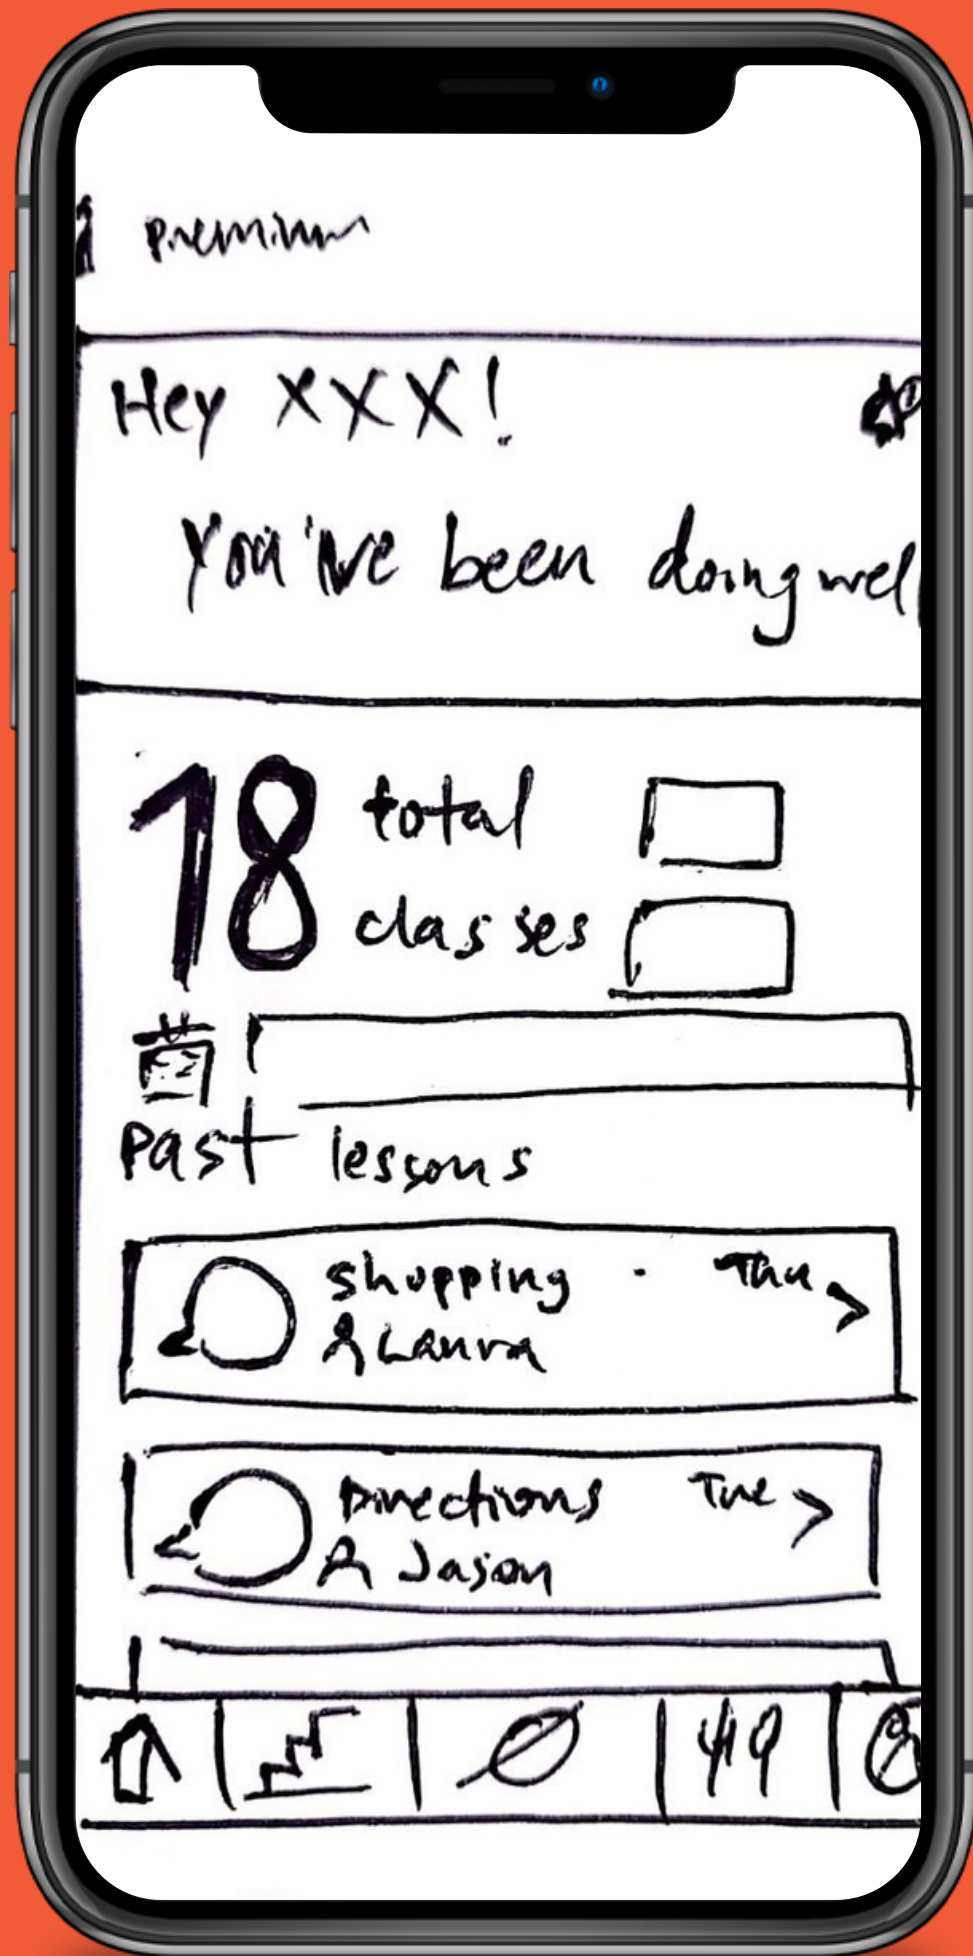 premium
Hey XXX!
You've been doing well
18 total
classes
Past lessons
shopping · Thu >
Laura
Directions Tue >
Jason